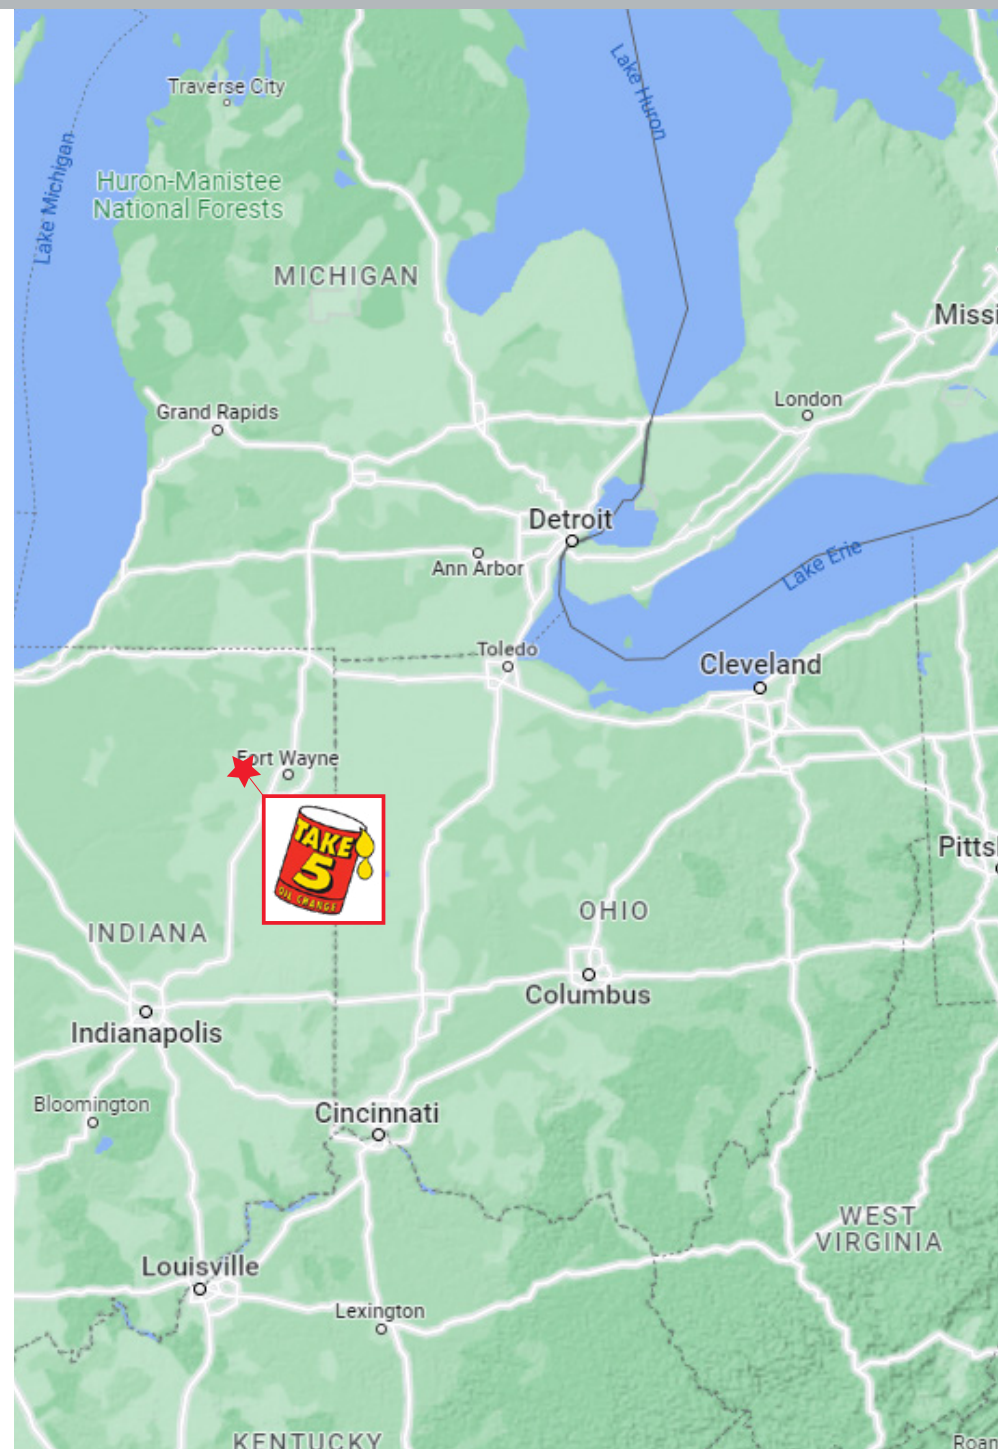 Traverse City
Lake Huron
Lake Michigan
Huron-Manistee
National Forests
MICHIGAN
Missi
London
Grand Rapids
Detroit
Ann Arbor
Lake Erie
Toledo
Cleveland
Fort Wayne
TAKE
5
OIL CHANGE
Pitts
OHIO
INDIANA
Columbus
Indianapolis
Bloomington
Cincinnati
WEST
VIRGINIA
Louisville
Lexington
KENTUCKY
Roan